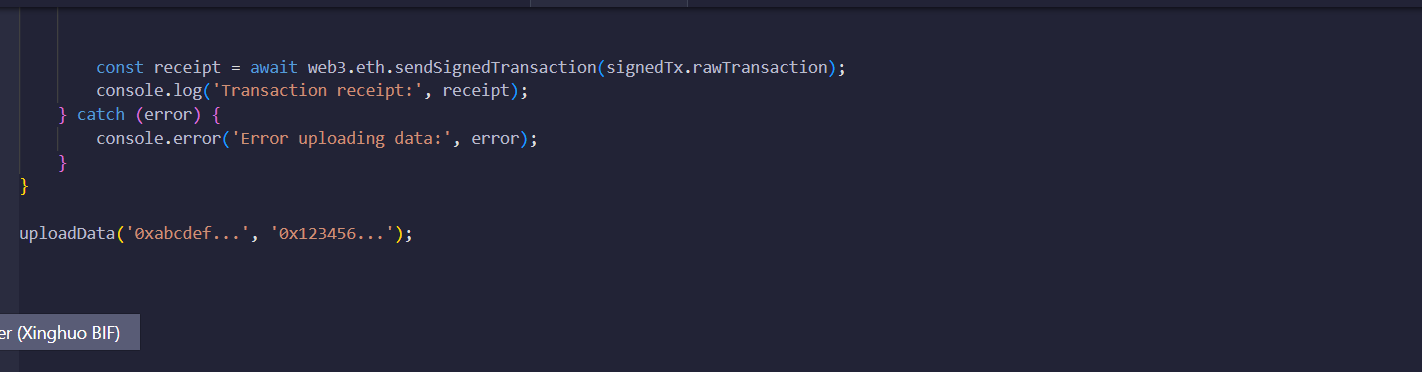 const receipt = await web3.eth.sendSignedTransaction(signedTx.rawTransaction);
console.log('Transaction receipt:', receipt);
} catch (error) {
console.error('Error uploading data:', error);
}
}
uploadData('0xabcdef...', '0x123456...');
er (Xinghuo BIF)